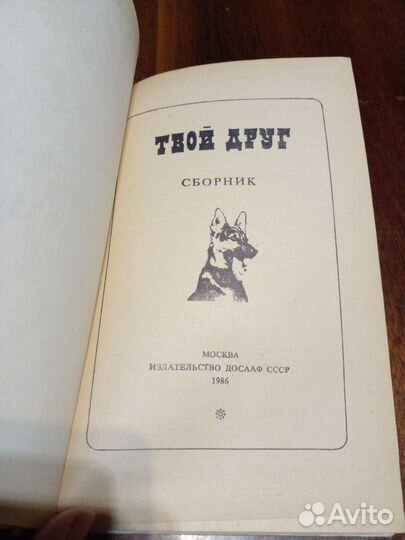 ТВОЙ ДРУГ
СБОРНИК
МОСКВА
ИЗДАТЕЛЬСТВО ДОСААФ СССР
1986
Avito